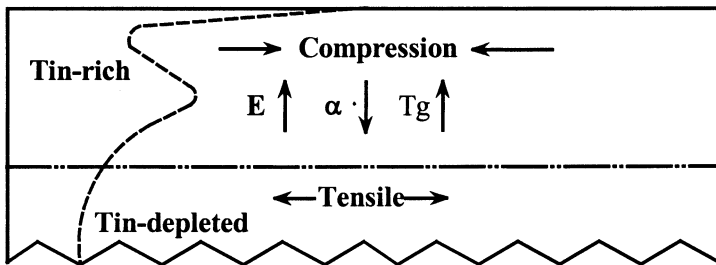 Compression
Tin-rich
E α Tg
Tensile
Tin-depleted